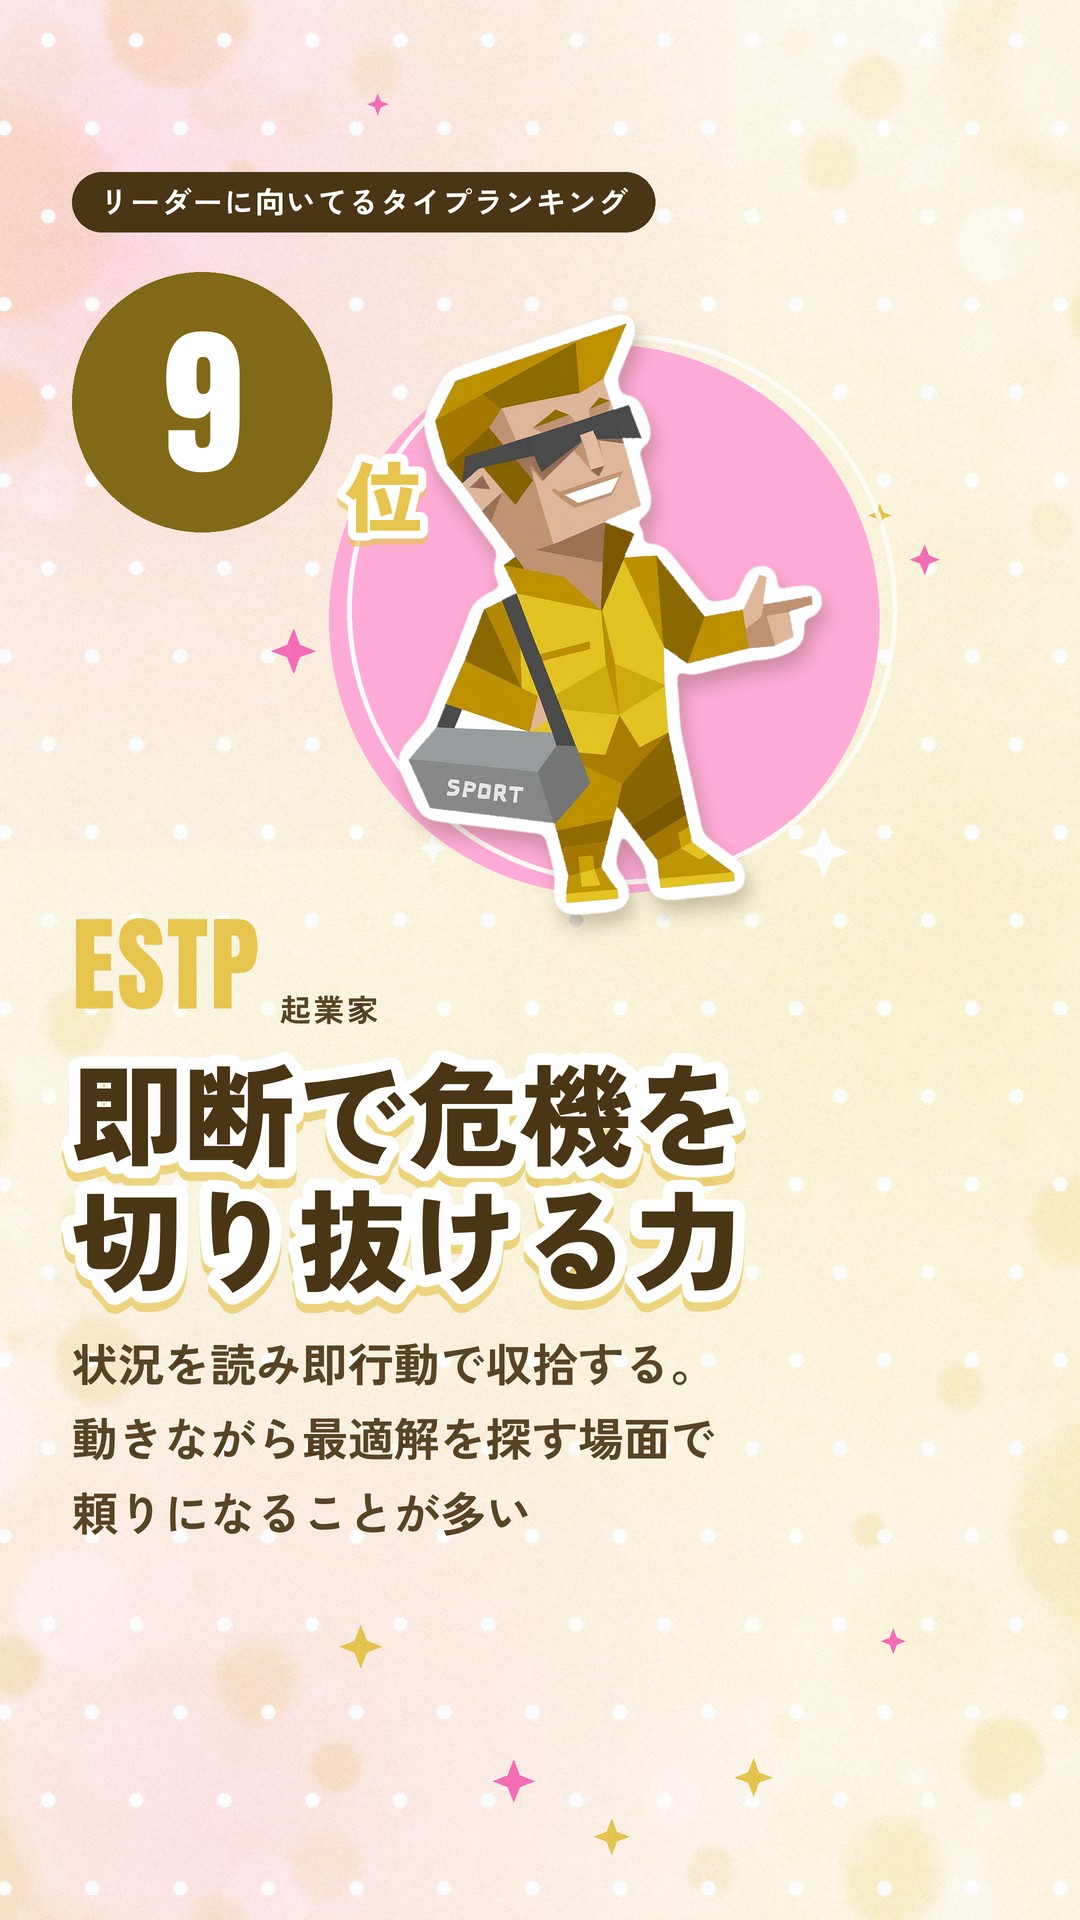 リーダーに向いてるタイプランキング
9
位
SPORT
ESTP
起業家
即断で危機を
切り抜ける力
状況を読み即行動で収拾する。
動きながら最適解を探す場面で
頼りになることが多い